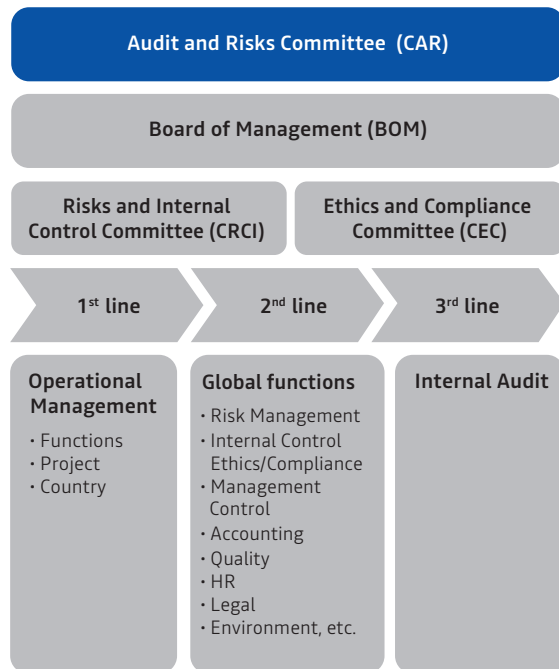 Audit and Risks Committee (CAR)
Board of Management (BOM)
Risks and Internal
Control Committee (CRCI)
Ethics and Compliance
Committee (CEC)
1st line
2nd line
3rd line
Operational
Management
· Functions
· Project
· Country
Global functions
· Risk Management
· Internal Control
Ethics/Compliance
· Management
Control
· Accounting
· Quality
· HR
· Legal
· Environment, etc.
Internal Audit